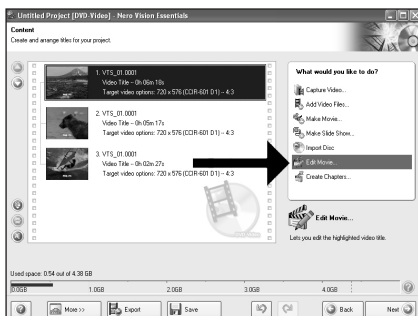 Untitled Project [DVD-Video] - Nero Vision Essentials
Content
Create and arrange titles for your project.
1. VTS_01.0001
Video Title – 0h 06m 18s
Target video options: 720 x 576 (CCIR-601 D1) – 4:3
2. VTS_01.0001
Video Title – 0h 05m 17s
Target video options: 720 x 576 (CCIR-601 D1) – 4:3
3. VTS_01.0001
Video Title – 0h 02m 27s
Target video options: 720 x 576 (CCIR-601 D1) – 4:3
What would you like to do?
Capture Video...
Add Video Files...
Make Movie...
Make Slide Show...
Import Disc
Edit Movie...
Create Chapters...
Edit Movie...
Lets you edit the highlighted video title.
Used space: 0.54 out of 4.38 GB
0.0GB 1.0GB 2.0GB 3.0GB 4.0GB
More >> Export Save Back Next